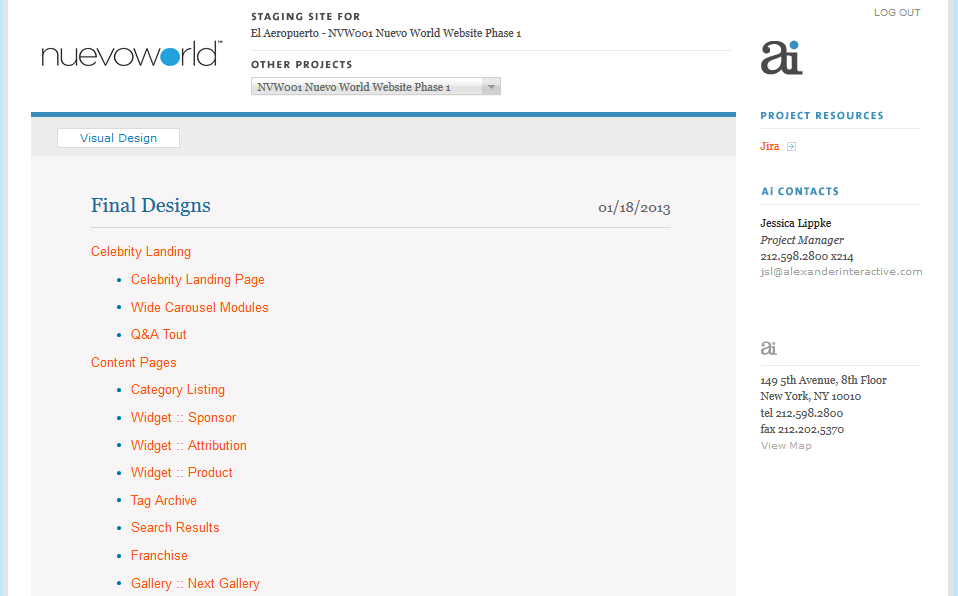 nuevoworld™
STAGING SITE FOR
El Aeropuerto - NVW001 Nuevo World Website Phase 1
OTHER PROJECTS
NVW001 Nuevo World Website Phase 1
LOG OUT
ai
Visual Design
Final Designs
01/18/2013
Celebrity Landing
• Celebrity Landing Page
• Wide Carousel Modules
• Q&A Tout
Content Pages
• Category Listing
• Widget :: Sponsor
• Widget :: Attribution
• Widget :: Product
• Tag Archive
• Search Results
• Franchise
• Gallery :: Next Gallery
PROJECT RESOURCES
Jira
Ai CONTACTS
Jessica Lippke
Project Manager
212.598.2800 x214
jsl@alexanderinteractive.com
ai
149 5th Avenue, 8th Floor
New York, NY 10010
tel 212.598.2800
fax 212.202.5370
View Map